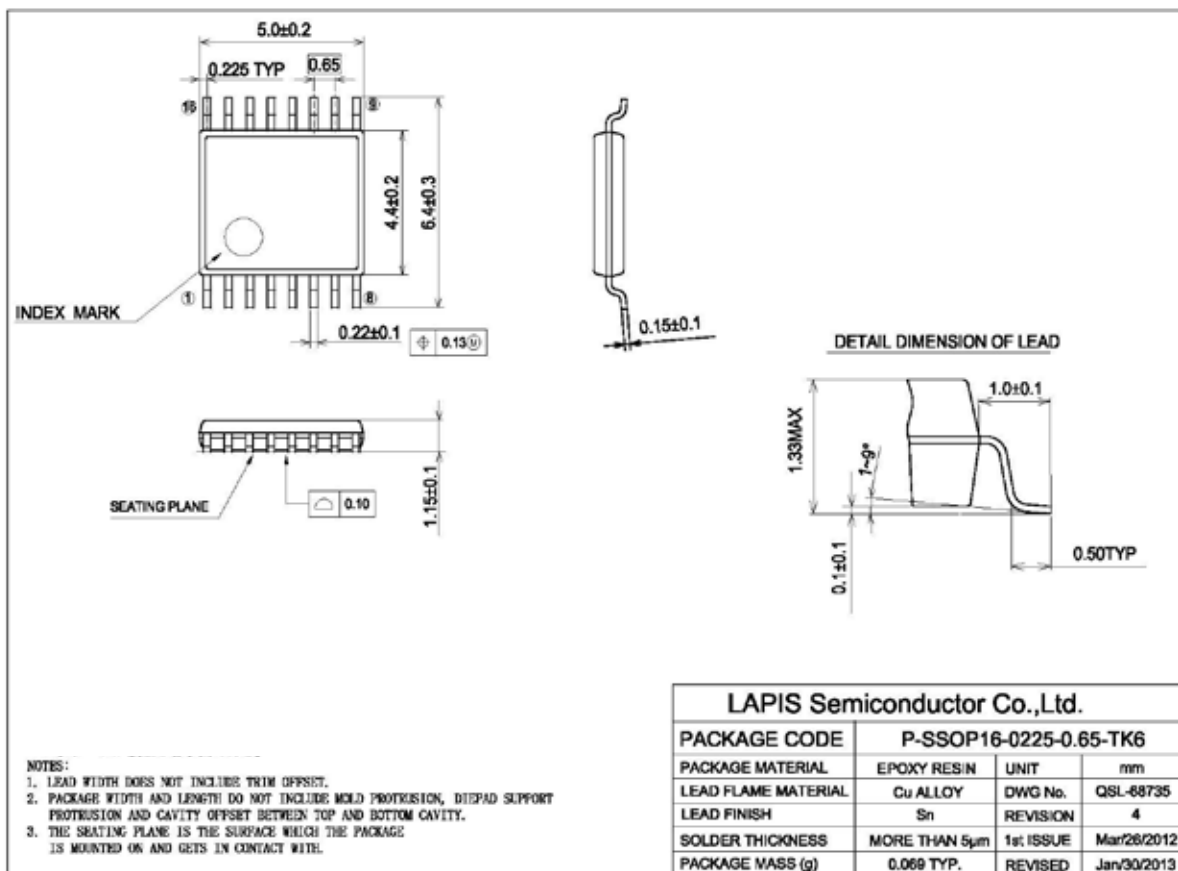 5.0±0.2
0.225 TYP
0.65
16
9
4.4±0.2
6.4±0.3
INDEX MARK
1
8
0.22±0.1
⌖ 0.13Ⓜ
0.15±0.1
SEATING PLANE
0.10
1.15±0.1
DETAIL DIMENSION OF LEAD
1.0±0.1
1.33MAX
1~9°
0.1±0.1
0.50TYP
NOTES:
1. LEAD WIDTH DOES NOT INCLUDE TRIM OFFSET.
2. PACKAGE WIDTH AND LENGTH DO NOT INCLUDE MOLD PROTRUSION, DIEPAD SUPPORT
PROTRUSION AND CAVITY OFFSET BETWEEN TOP AND BOTTOM CAVITY.
3. THE SEATING PLANE IS THE SURFACE WHICH THE PACKAGE
IS MOUNTED ON AND GETS IN CONTACT WITH.
LAPIS Semiconductor Co.,Ltd.
PACKAGE CODE P-SSOP16-0225-0.65-TK6
PACKAGE MATERIAL EPOXY RESIN UNIT mm
LEAD FLAME MATERIAL Cu ALLOY DWG No. QSL-68735
LEAD FINISH Sn REVISION 4
SOLDER THICKNESS MORE THAN 5μm 1st ISSUE Mar/26/2012
PACKAGE MASS (g) 0.069 TYP. REVISED Jan/30/2013